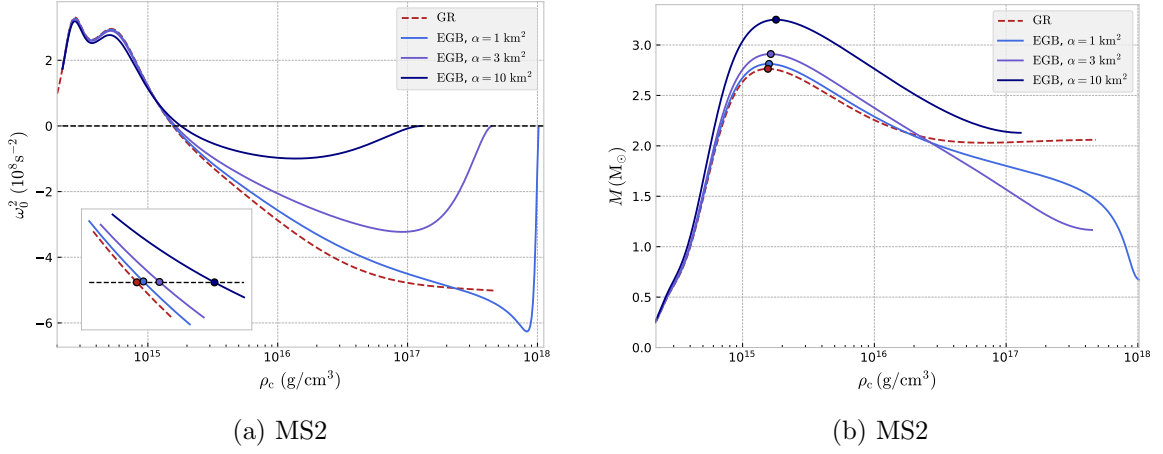 GR
EGB, α = 1 km²
EGB, α = 3 km²
EGB, α = 10 km²
2
0
−2
−4
−6
ω₀² (10⁸s⁻²)
10¹⁵
10¹⁶
10¹⁷
10¹⁸
ρc (g/cm³)
(a) MS2
GR
EGB, α = 1 km²
EGB, α = 3 km²
EGB, α = 10 km²
3.0
2.5
2.0
1.5
1.0
0.5
0.0
M (M⊙)
10¹⁵
10¹⁶
10¹⁷
10¹⁸
ρc (g/cm³)
(b) MS2